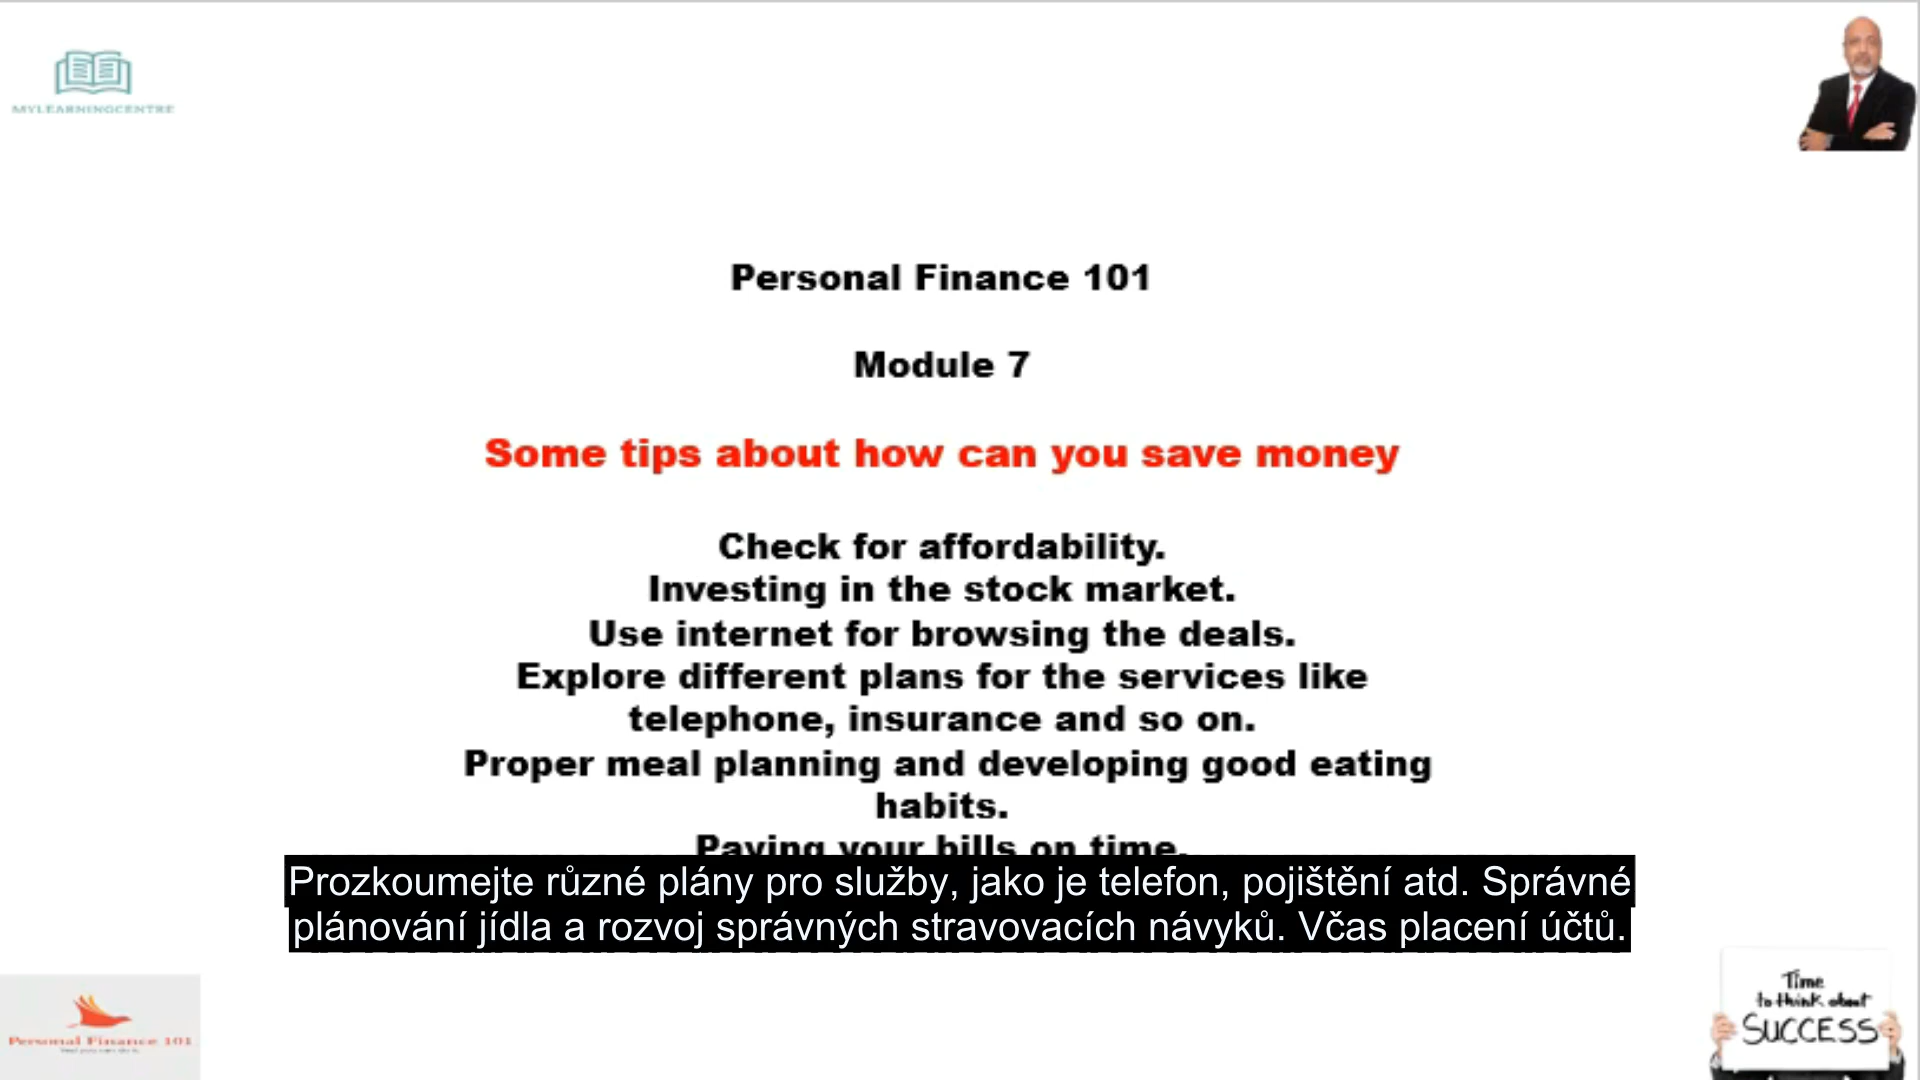 MYLEARNINGCENTRE
Personal Finance 101
Module 7
Some tips about how can you save money
Check for affordability.
Investing in the stock market.
Use internet for browsing the deals.
Explore different plans for the services like
telephone, insurance and so on.
Proper meal planning and developing good eating
habits.
Paying your bills on time.
Prozkoumejte různé plány pro služby, jako je telefon, pojištění atd. Správné
plánování jídla a rozvoj správných stravovacích návyků. Včas placení účtů.
Personal Finance 101
Time
to think about
SUCCESS